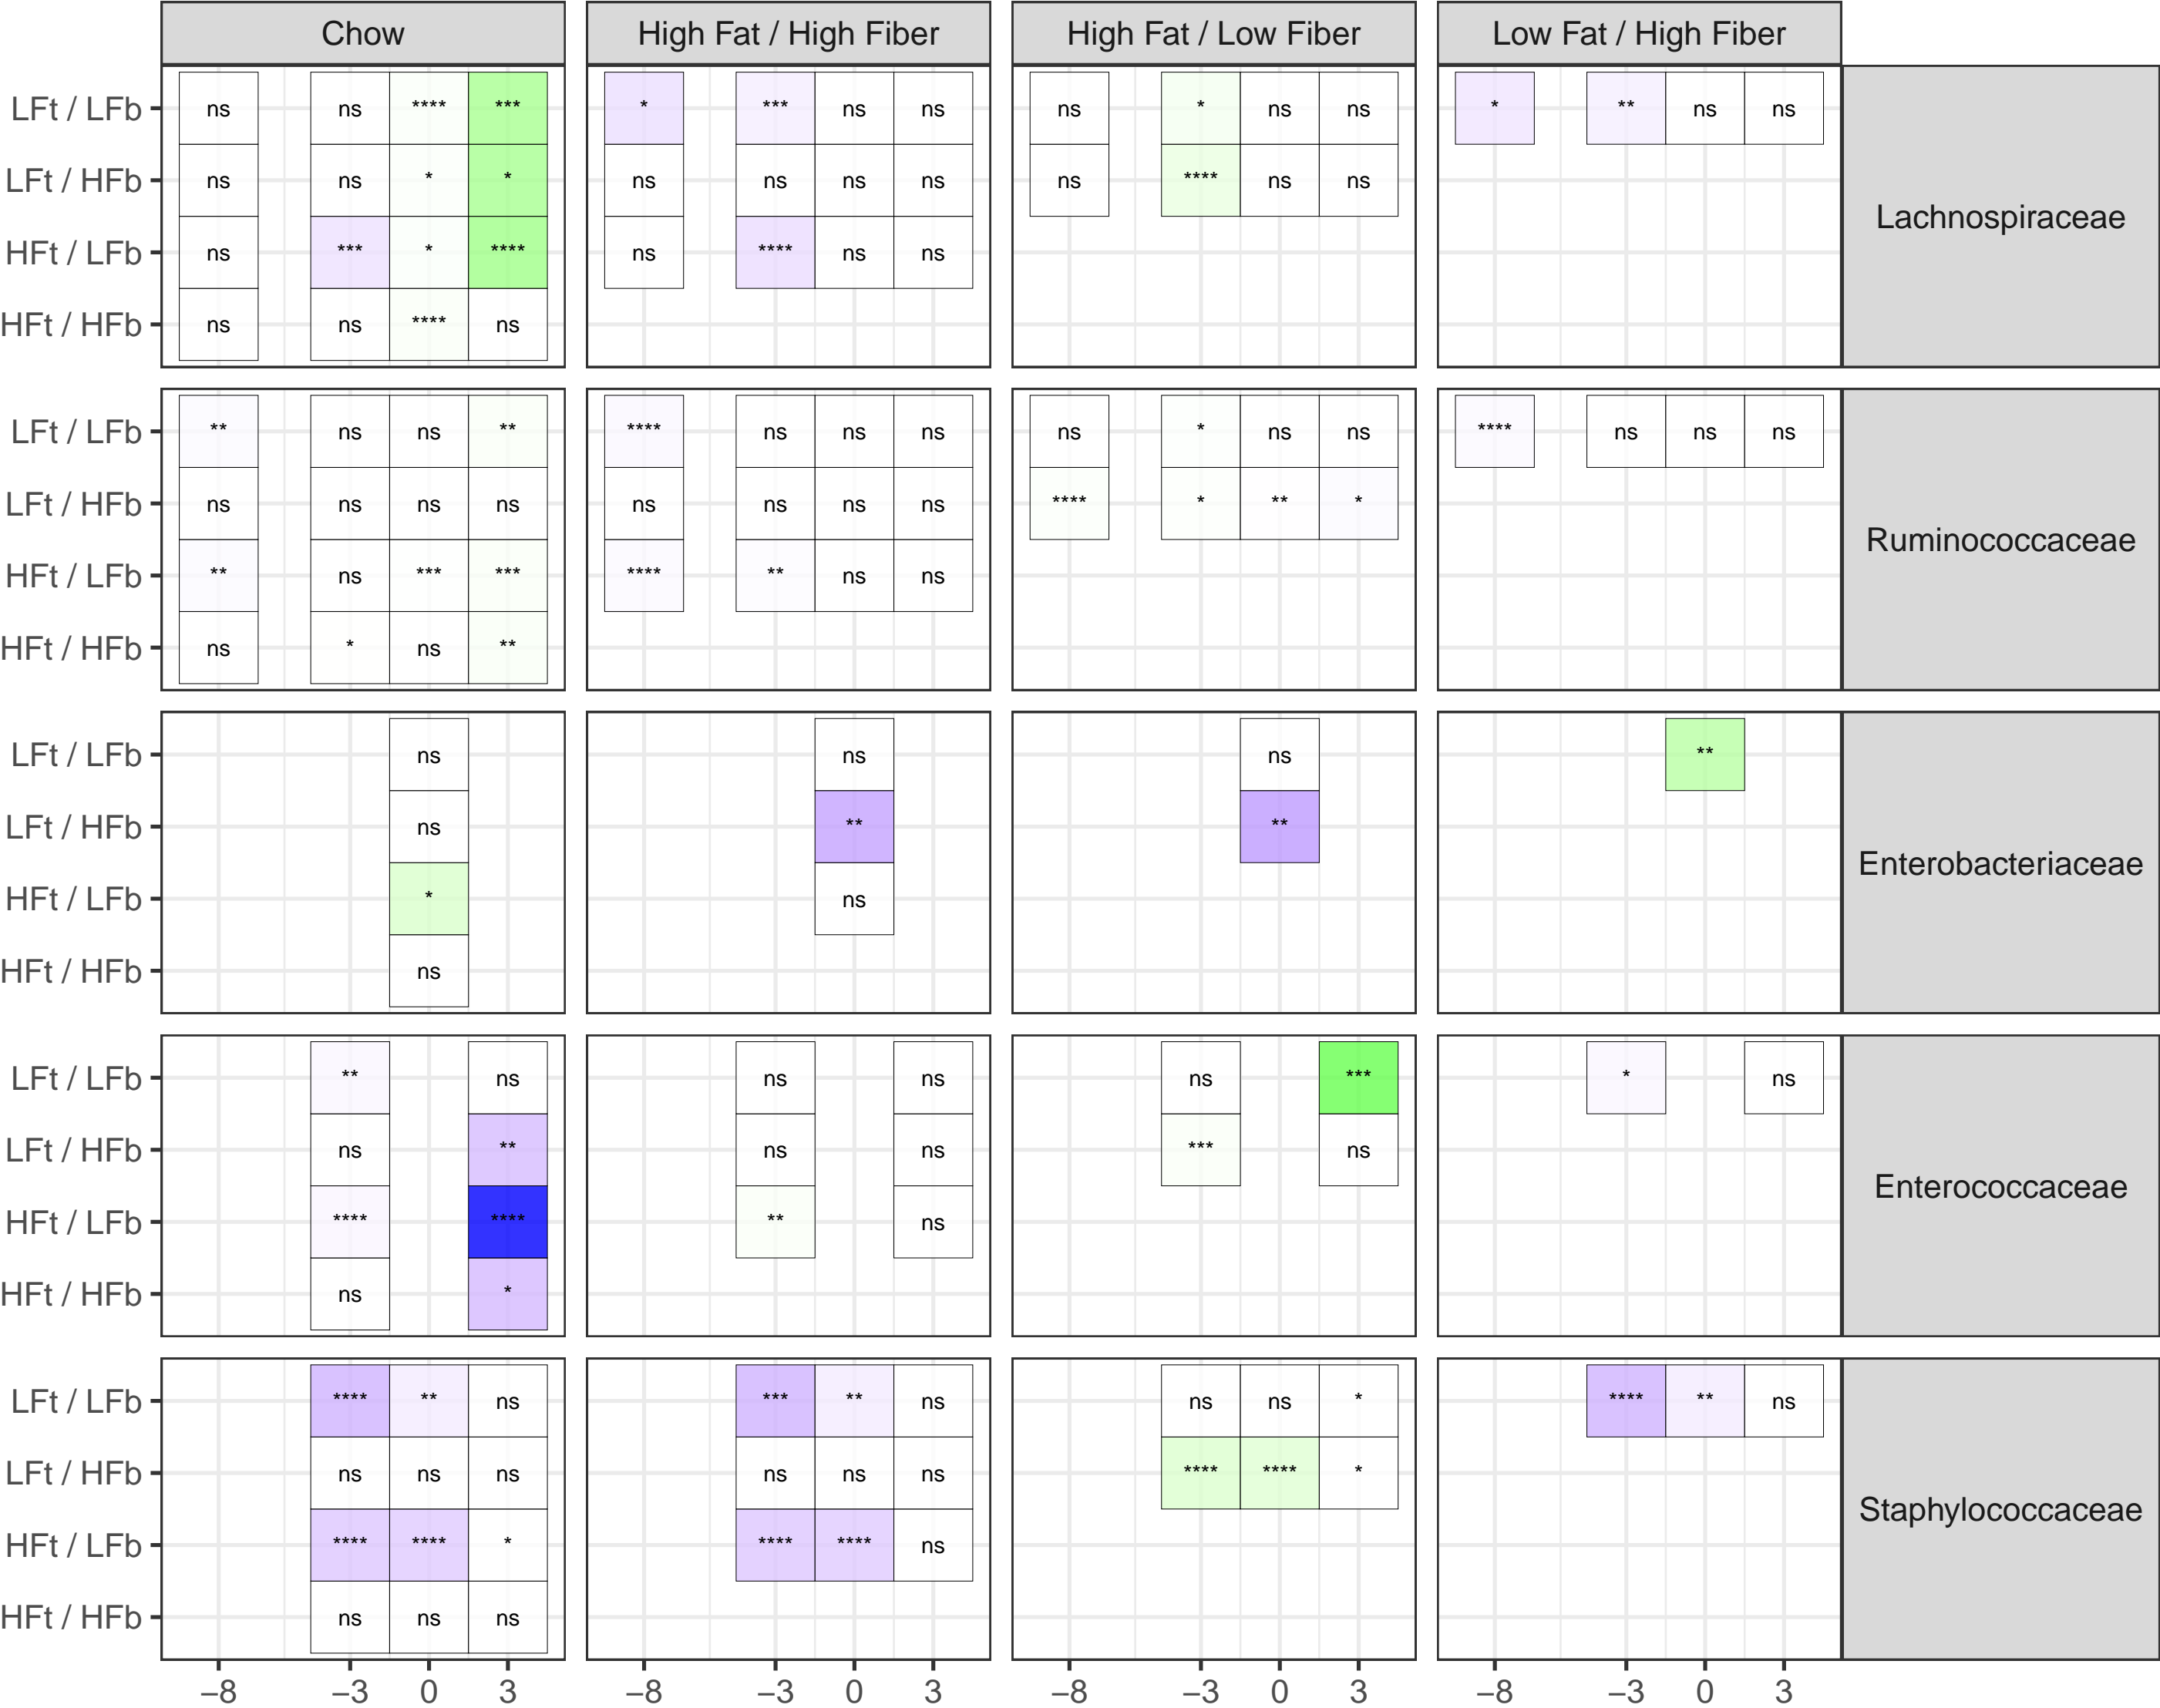 Chow High Fat / High Fiber High Fat / Low Fiber Low Fat / High Fiber
LFt / LFb ns ns **** *** * *** ns ns ns * ns ns * ** ns ns
LFt / HFb ns ns * * ns ns ns ns ns **** ns ns
Lachnospiraceae
HFt / LFb ns *** * **** ns **** ns ns
HFt / HFb ns ns **** ns
LFt / LFb ** ns ns ** **** ns ns ns ns * ns ns **** ns ns ns
LFt / HFb ns ns ns ns ns ns ns ns **** * ** *
Ruminococcaceae
HFt / LFb ** ns *** *** **** ** ns ns
HFt / HFb ns * ns **
LFt / LFb ns ns ns **
LFt / HFb ns ** **
Enterobacteriaceae
HFt / LFb * ns
HFt / HFb ns
LFt / LFb ** ns ns ns ns *** * ns
LFt / HFb ns ** ns ns *** ns
Enterococcaceae
HFt / LFb **** **** ** ns
HFt / HFb ns *
LFt / LFb **** ** ns *** ** ns ns ns * **** ** ns
LFt / HFb ns ns ns ns ns ns **** **** *
Staphylococcaceae
HFt / LFb **** **** * **** **** ns
HFt / HFb ns ns ns
−8 −3 0 3 −8 −3 0 3 −8 −3 0 3 −8 −3 0 3